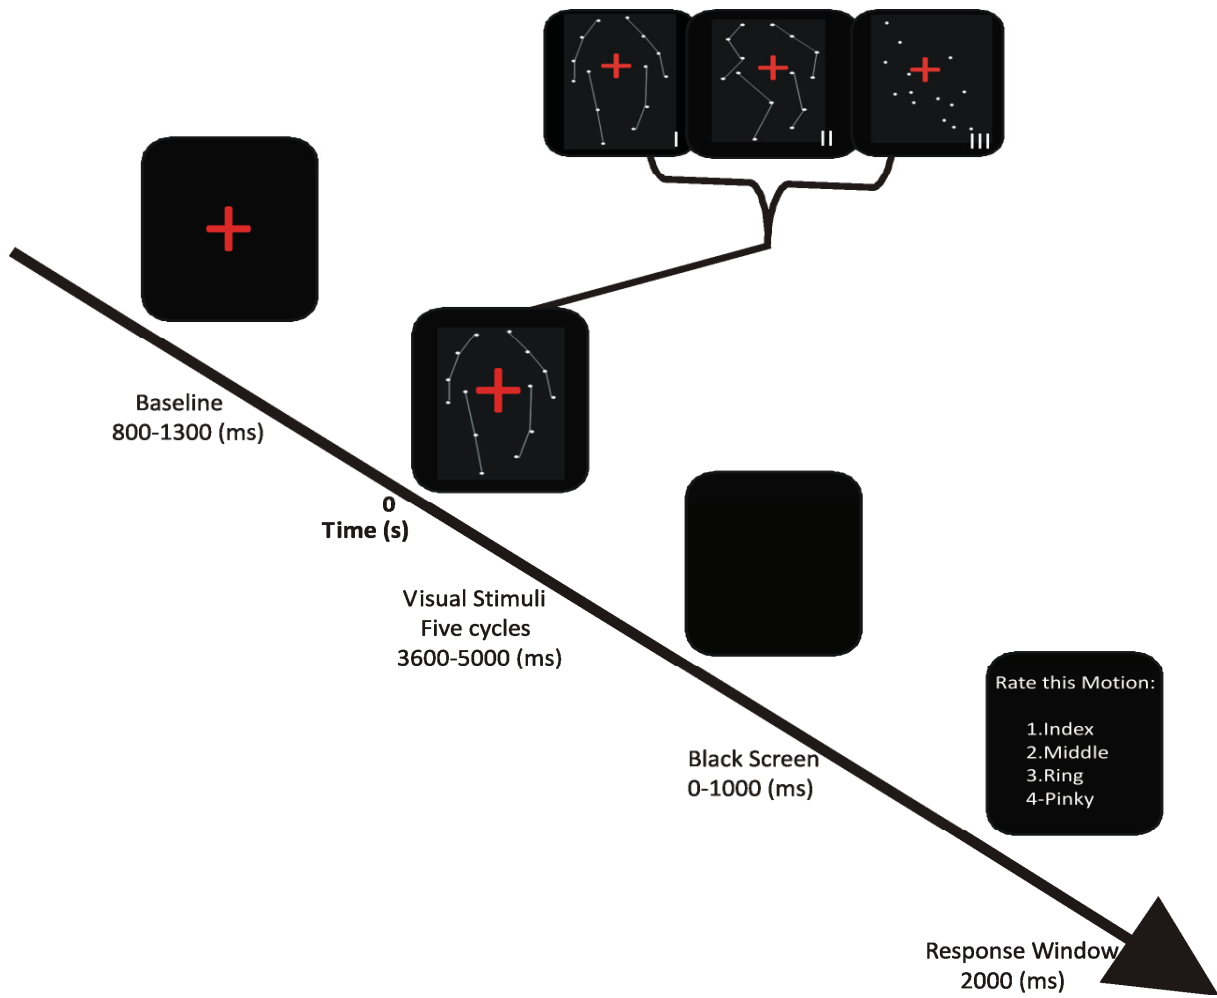 I
II
III
Baseline
800-1300 (ms)
0
Time (s)
Visual Stimuli
Five cycles
3600-5000 (ms)
Black Screen
0-1000 (ms)
Rate this Motion:
1.Index
2.Middle
3.Ring
4-Pinky
Response Window
2000 (ms)